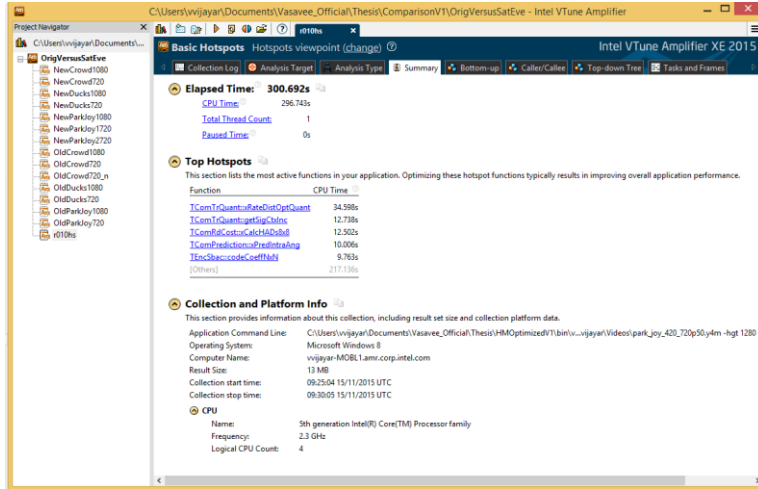 C:\Users\vvijayar\Documents\Vasavee_Official\Thesis\ComparisonV1\OrigVersusSatEve - Intel VTune Amplifier
Project Navigator
C:\Users\vvijayar\Documents\...
OrigVersusSatEve
NewCrowd1080
NewCrowd720
NewDucks1080
NewDucks720
NewParkJoy1080
NewParkJoy1720
NewParkJoy2720
OldCrowd1080
OldCrowd720
OldCrowd720_n
OldDucks1080
OldDucks720
OldParkJoy1080
OldParkJoy720
r010hs
r010hs
Basic Hotspots Hotspots viewpoint (change)
Intel VTune Amplifier XE 2015
Collection Log Analysis Target Analysis Type Summary Bottom-up Caller/Callee Top-down Tree Tasks and Frames
Elapsed Time: 300.692s
CPU Time: 296.743s
Total Thread Count: 1
Paused Time: 0s
Top Hotspots
This section lists the most active functions in your application. Optimizing these hotspot functions typically results in improving overall application performance.
Function CPU Time
TComTrQuant::xRateDistOptQuant 34.598s
TComTrQuant::getSigCtxInc 12.738s
TComRdCost::xCalcHADs8x8 12.502s
TComPrediction::xPredIntraAng 10.006s
TEncSbac::codeCoeffNxN 9.763s
[Others] 217.136s
Collection and Platform Info
This section provides information about this collection, including result set size and collection platform data.
Application Command Line: C:\Users\vvijayar\Documents\Vasavee_Official\Thesis\HMOptimizedV1\bin\v...vijayar\Videos\park_joy_420_720p50.y4m -hgt 1280
Operating System: Microsoft Windows 8
Computer Name: vvijayar-MOBL1.amr.corp.intel.com
Result Size: 13 MB
Collection start time: 09:25:04 15/11/2015 UTC
Collection stop time: 09:30:05 15/11/2015 UTC
CPU
Name: 5th generation Intel(R) Core(TM) Processor family
Frequency: 2.3 GHz
Logical CPU Count: 4